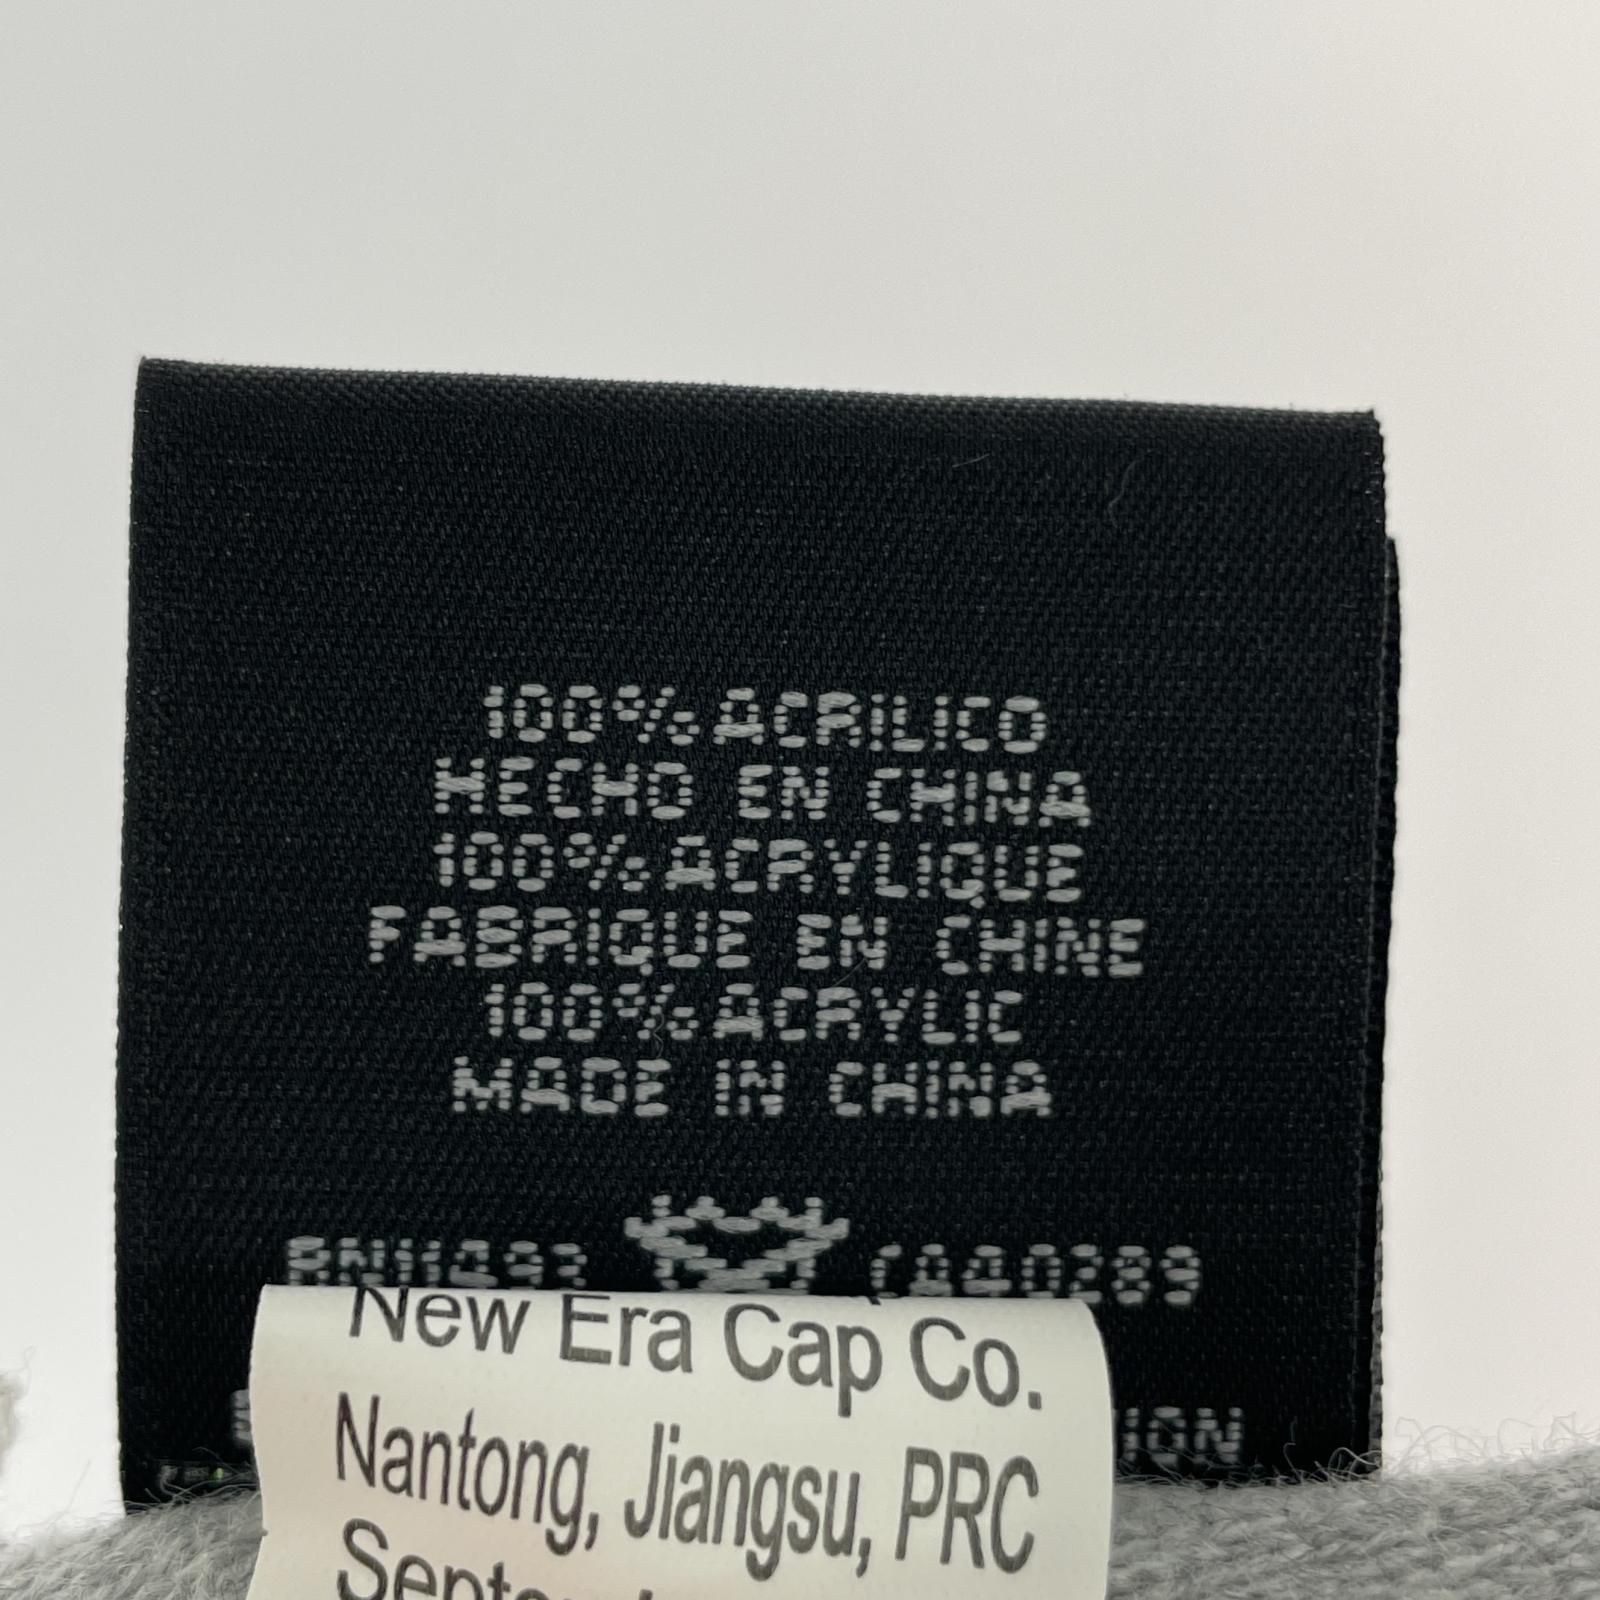 100% ACRILICO
HECHO EN CHINA
100% ACRYLIQUE
FABRIQUE EN CHINE
100% ACRYLIC
MADE IN CHINA
CA40289
New Era Cap Co.
Nantong, Jiangsu, PRC